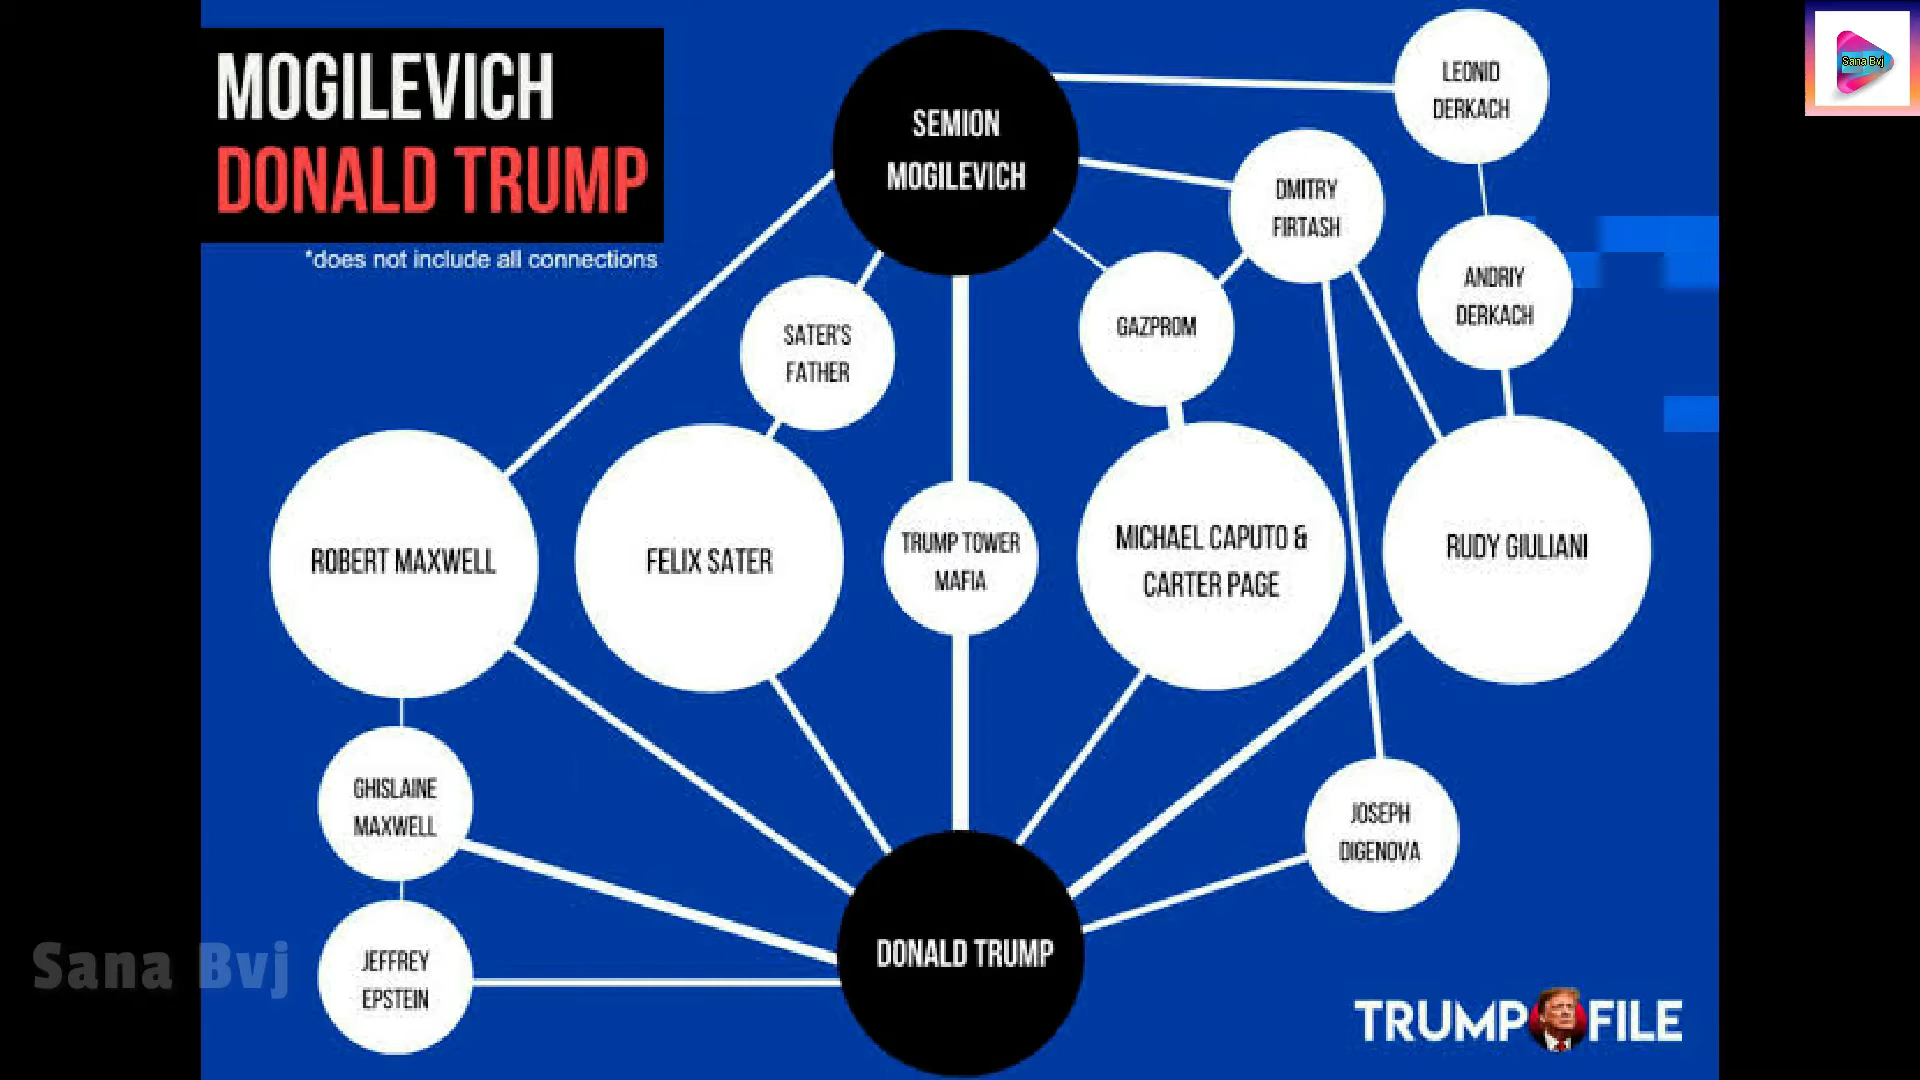 MOGILEVICH
DONALD TRUMP
*does not include all connections
SEMION
MOGILEVICH
LEONID
DERKACH
DMITRY
FIRTASH
ANDRIY
DERKACH
GAZPROM
SATER'S
FATHER
ROBERT MAXWELL
FELIX SATER
TRUMP TOWER
MAFIA
MICHAEL CAPUTO &
CARTER PAGE
RUDY GIULIANI
GHISLAINE
MAXWELL
JOSEPH
DIGENOVA
JEFFREY
EPSTEIN
DONALD TRUMP
TRUMP FILE
Sana Bvj
Sana Bvj